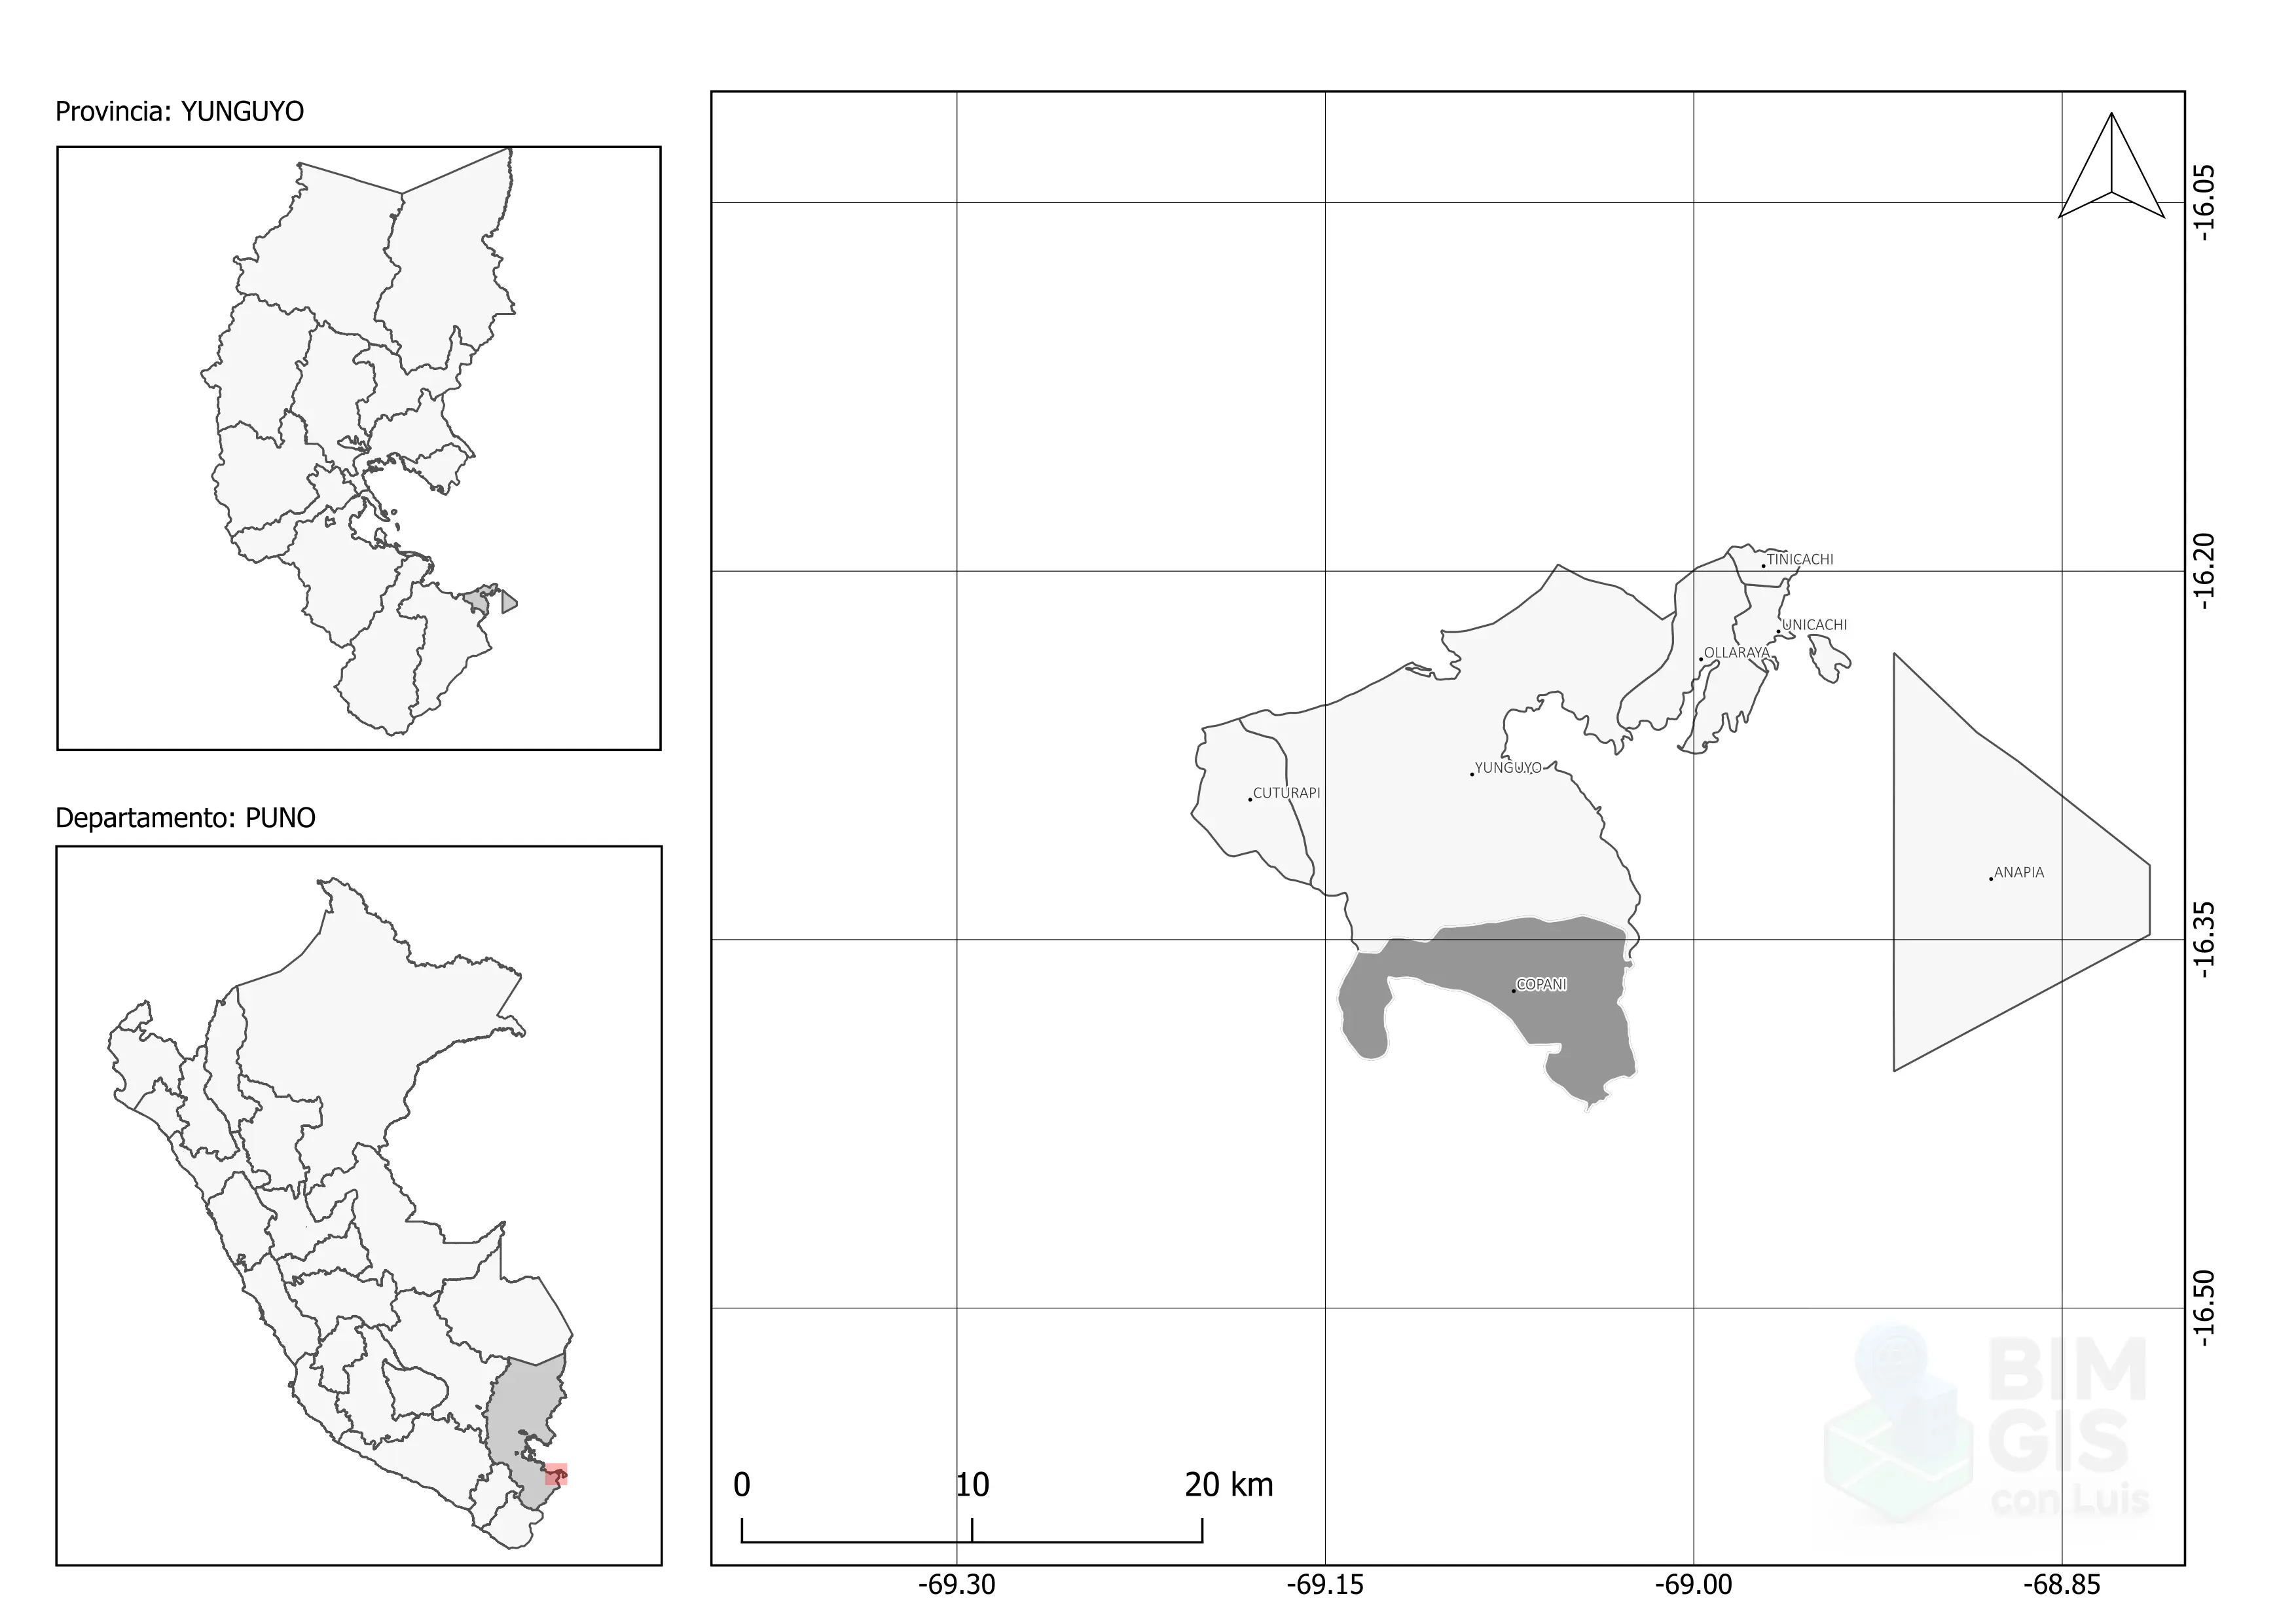 Provincia: YUNGUYO
Departamento: PUNO
TINICACHI
UNICACHI
OLLARAYA
YUNGUYO
CUTURAPI
ANAPIA
COPANI
-16.05
-16.20
-16.35
-16.50
0 10 20 km
-69.30 -69.15 -69.00 -68.85
BIM
GIS
con Luis